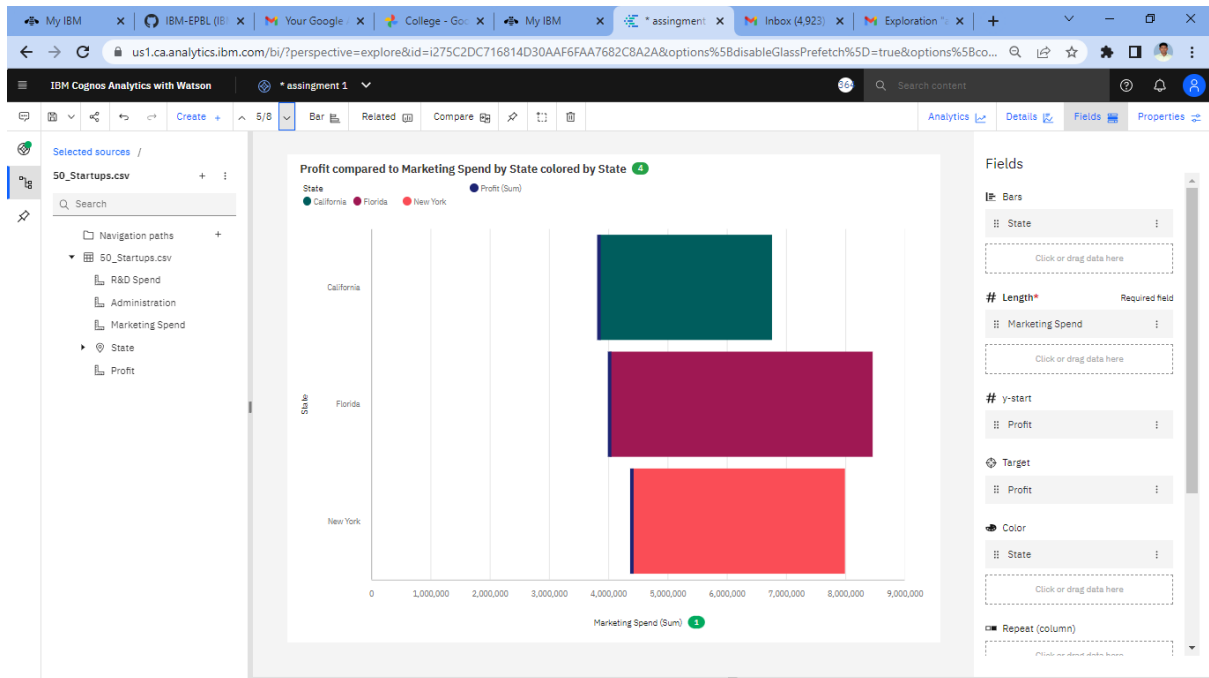 My IBM
IBM-EPBL (IB
Your Google
College - Goo
My IBM
* assingment
Inbox (4,923)
Exploration "a
us1.ca.analytics.ibm.com/bi/?perspective=explore&id=i275C2DC716814D30AAF6FAA7682C8A2A&options%5BdisableGlassPrefetch%5D=true&options%5Bco...
IBM Cognos Analytics with Watson
* assingment 1
Search content
Create +
5/8
Bar
Related
Compare
Analytics
Details
Fields
Properties
Selected sources /
50_Startups.csv
Search
Navigation paths
50_Startups.csv
R&D Spend
Administration
Marketing Spend
State
Profit
Profit compared to Marketing Spend by State colored by State 4
State
California Florida New York
Profit (Sum)
California
Florida
New York
State
0 1,000,000 2,000,000 3,000,000 4,000,000 5,000,000 6,000,000 7,000,000 8,000,000 9,000,000
Marketing Spend (Sum) 1
Fields
Bars
State
Click or drag data here
# Length* Required field
Marketing Spend
Click or drag data here
# y-start
Profit
Target
Profit
Color
State
Click or drag data here
Repeat (column)
Click or drag data here